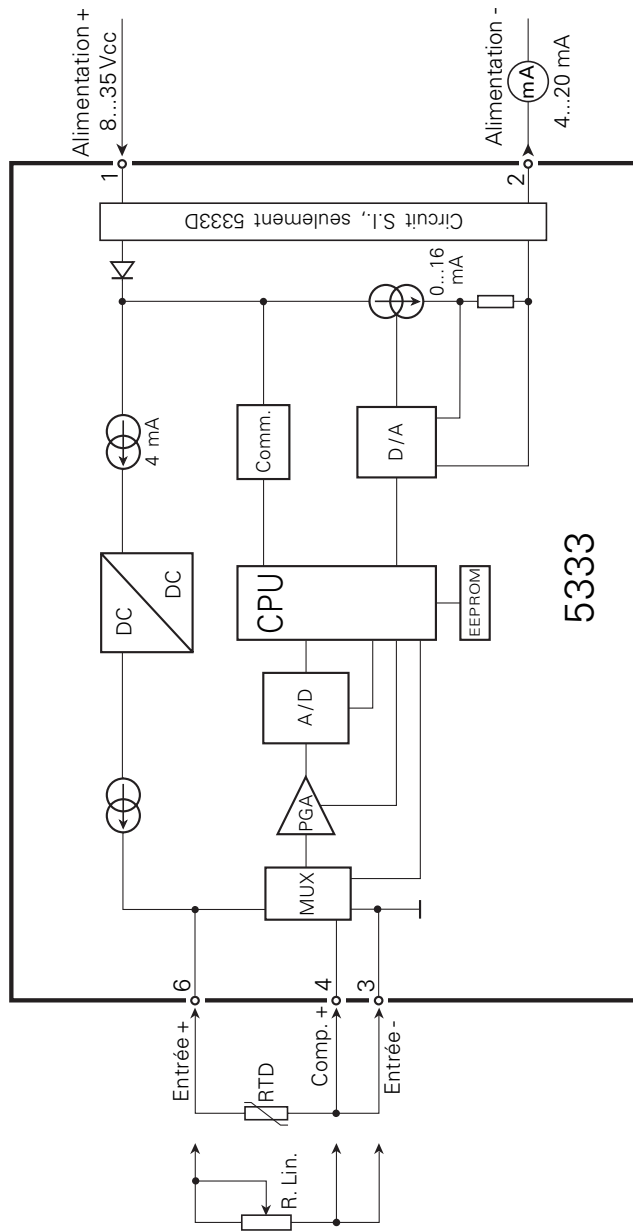 Alimentation +
8...35 Vcc
Alimentation -
mA
4...20 mA
1
2
Circuit S.I., seulement 5333D
0...16
mA
4 mA
Comm.
D/A
DC
DC
CPU
EEPROM
5333
A/D
PGA
MUX
6
4
3
Entrée +
Comp. +
Entrée -
RTD
R. Lin.